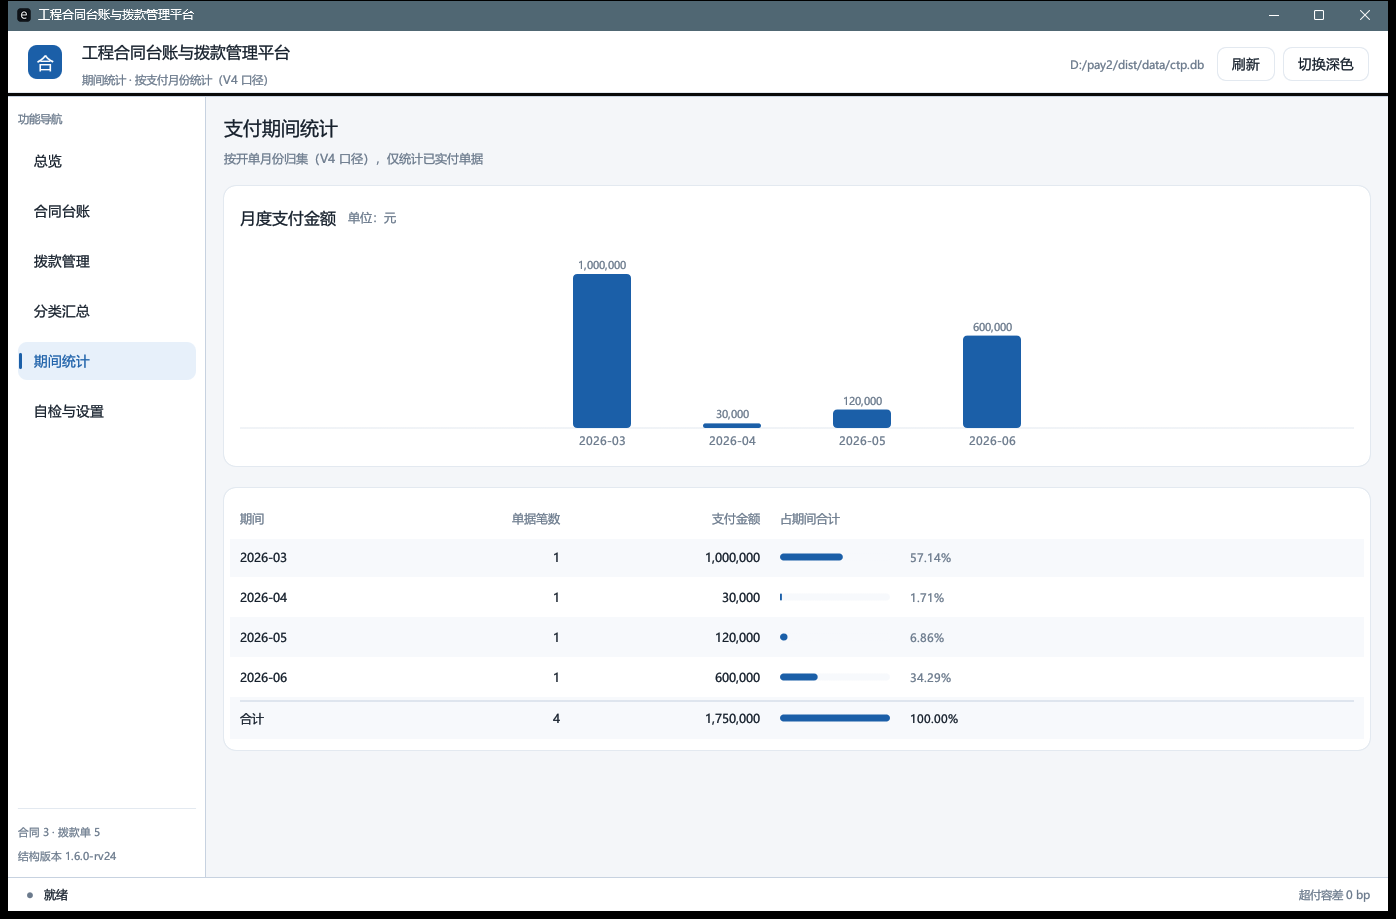 e 工程合同台账与拨款管理平台
合 工程合同台账与拨款管理平台
期间统计 · 按支付月份统计（V4 口径）
D:/pay2/dist/data/ctp.db 刷新 切换深色
功能导航
总览
合同台账
拨款管理
分类汇总
期间统计
自检与设置
合同 3 · 拨款单 5
结构版本 1.6.0-rv24
支付期间统计
按开单月份归集（V4 口径），仅统计已实付单据
月度支付金额 单位：元
1,000,000
600,000
120,000
30,000
2026-03 2026-04 2026-05 2026-06
期间 单据笔数 支付金额 占期间合计
2026-03 1 1,000,000 57.14%
2026-04 1 30,000 1.71%
2026-05 1 120,000 6.86%
2026-06 1 600,000 34.29%
合计 4 1,750,000 100.00%
就绪 超付容差 0 bp